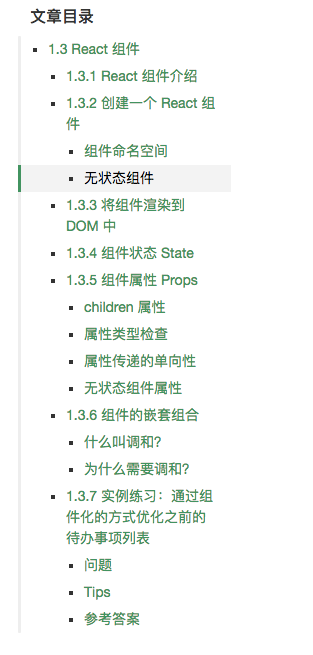 文章目录
1.3 React 组件
1.3.1 React 组件介绍
1.3.2 创建一个 React 组
件
组件命名空间
无状态组件
1.3.3 将组件渲染到
DOM 中
1.3.4 组件状态 State
1.3.5 组件属性 Props
children 属性
属性类型检查
属性传递的单向性
无状态组件属性
1.3.6 组件的嵌套组合
什么叫调和?
为什么需要调和?
1.3.7 实例练习：通过组
件化的方式优化之前的
待办事项列表
问题
Tips
参考答案